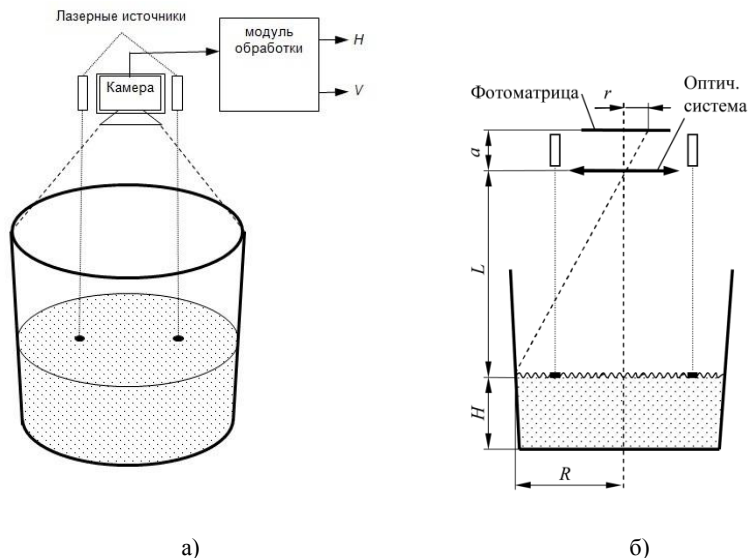 Лазерные источники
модуль
обработки
H
V
Камера
r
Оптич.
система
Фотоматрица
a
L
H
R
а)
б)